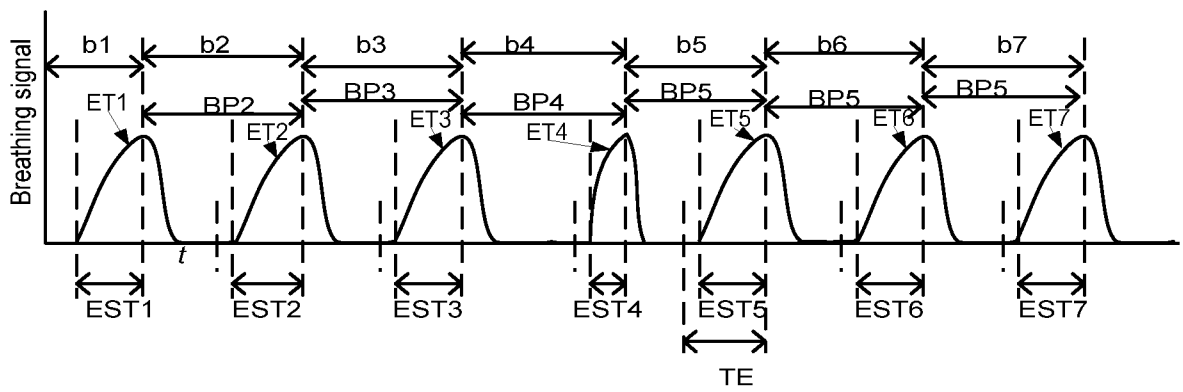 b1 b2 b3 b4 b5 b6 b7
BP2 BP3 BP4 BP5 BP5 BP5
ET1 ET2 ET3 ET4 ET5 ET6 ET7
Breathing signal
t
EST1 EST2 EST3 EST4 EST5 EST6 EST7
TE